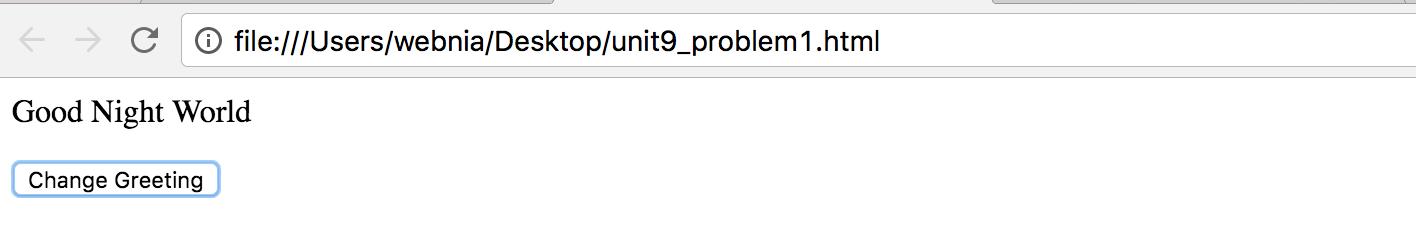 file:///Users/webnia/Desktop/unit9_problem1.html
Good Night World
Change Greeting